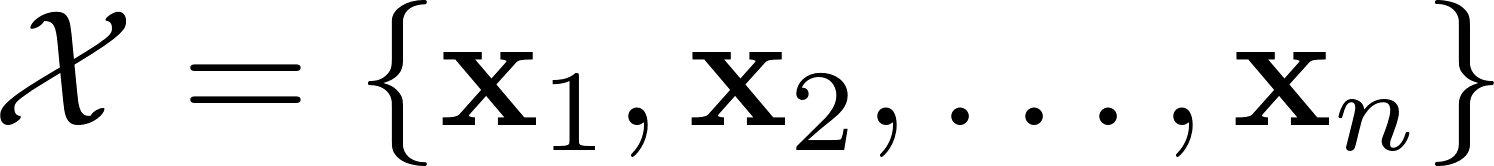 𝒳 = {𝐱₁, 𝐱₂, . . . , 𝐱ₙ}